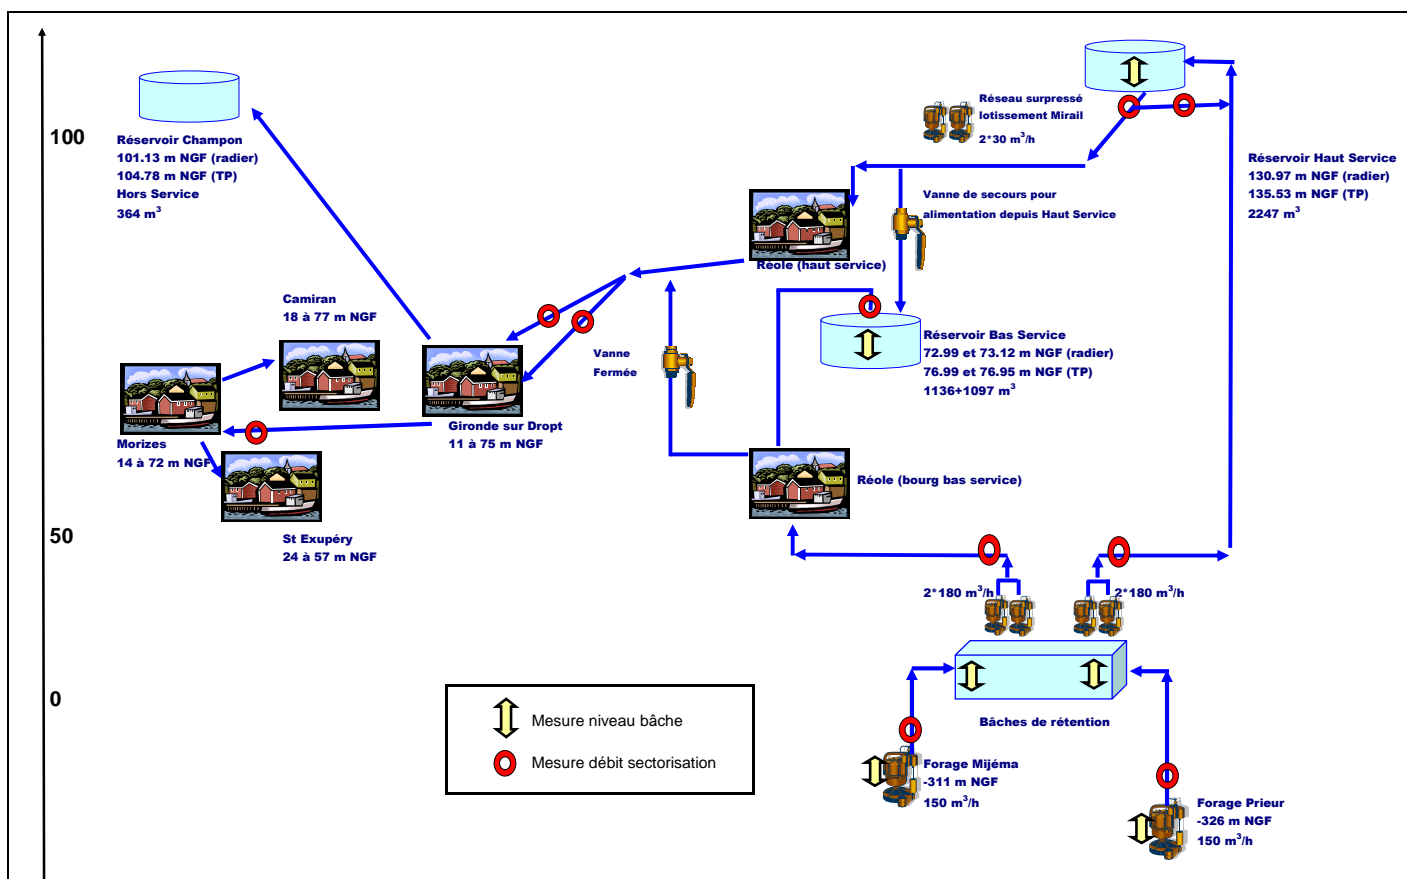 100
50
0
Réservoir Champon
101.13 m NGF (radier)
104.78 m NGF (TP)
Hors Service
364 m³
Réseau surpressé
lotissement Mirail
2*30 m³/h
Réservoir Haut Service
130.97 m NGF (radier)
135.53 m NGF (TP)
2247 m³
Vanne de secours pour
alimentation depuis Haut Service
Réole (haut service)
Camiran
18 à 77 m NGF
Vanne
Fermée
Réservoir Bas Service
72.99 et 73.12 m NGF (radier)
76.99 et 76.95 m NGF (TP)
1136+1097 m³
Morizes
14 à 72 m NGF
Gironde sur Dropt
11 à 75 m NGF
Réole (bourg bas service)
St Exupéry
24 à 57 m NGF
2*180 m³/h
2*180 m³/h
Bâches de rétention
Mesure niveau bâche
Mesure débit sectorisation
Forage Mijéma
-311 m NGF
150 m³/h
Forage Prieur
-326 m NGF
150 m³/h